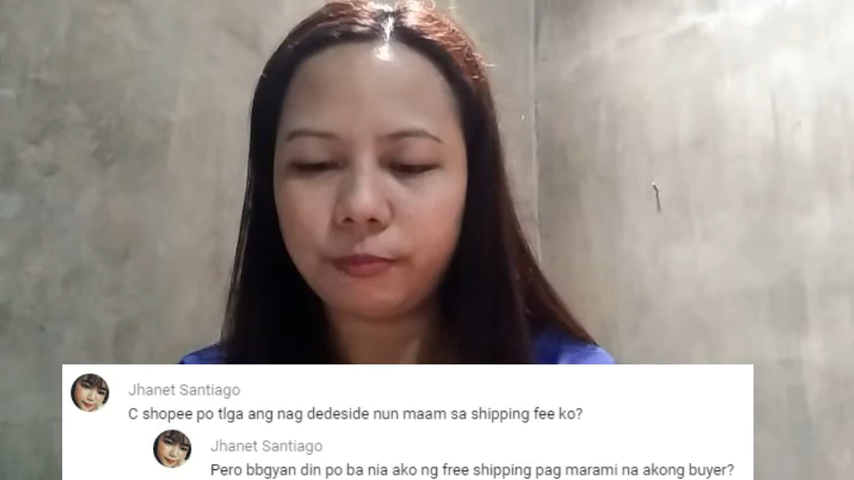 Jhanet Santiago
C shopee po tlga ang nag dedeside nun maam sa shipping fee ko?
Jhanet Santiago
Pero bbgyan din po ba nia ako ng free shipping pag marami na akong buyer?